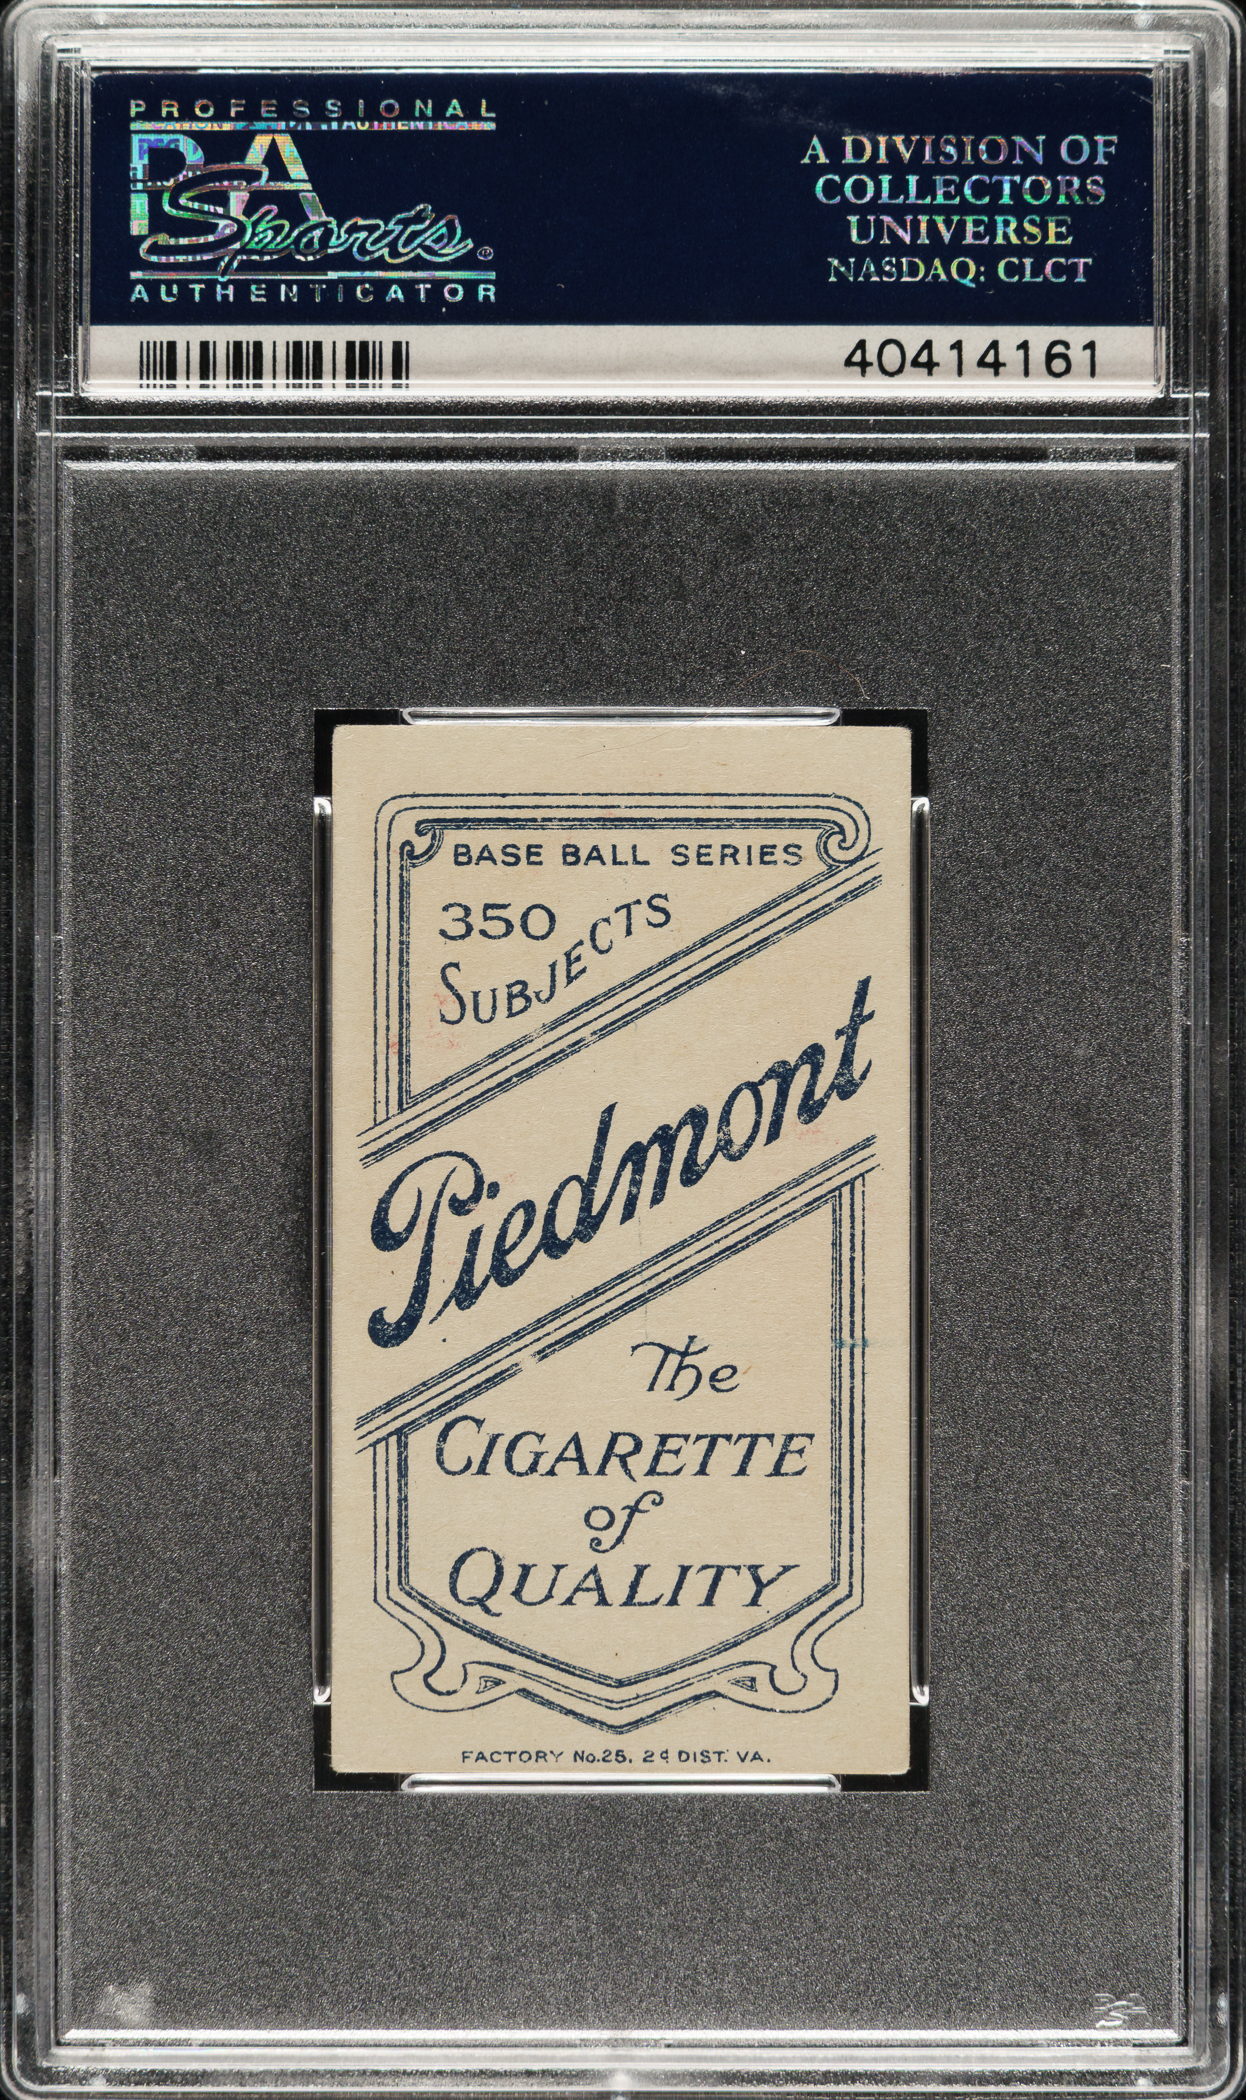 PROFESSIONAL
PSA
Sports
AUTHENTICATOR
A DIVISION OF
COLLECTORS
UNIVERSE
NASDAQ: CLCT
40414161
BASE BALL SERIES
350
SUBJECTS
Piedmont
The
CIGARETTE
of
QUALITY
FACTORY No.25, 2d DIST. VA.
PSA